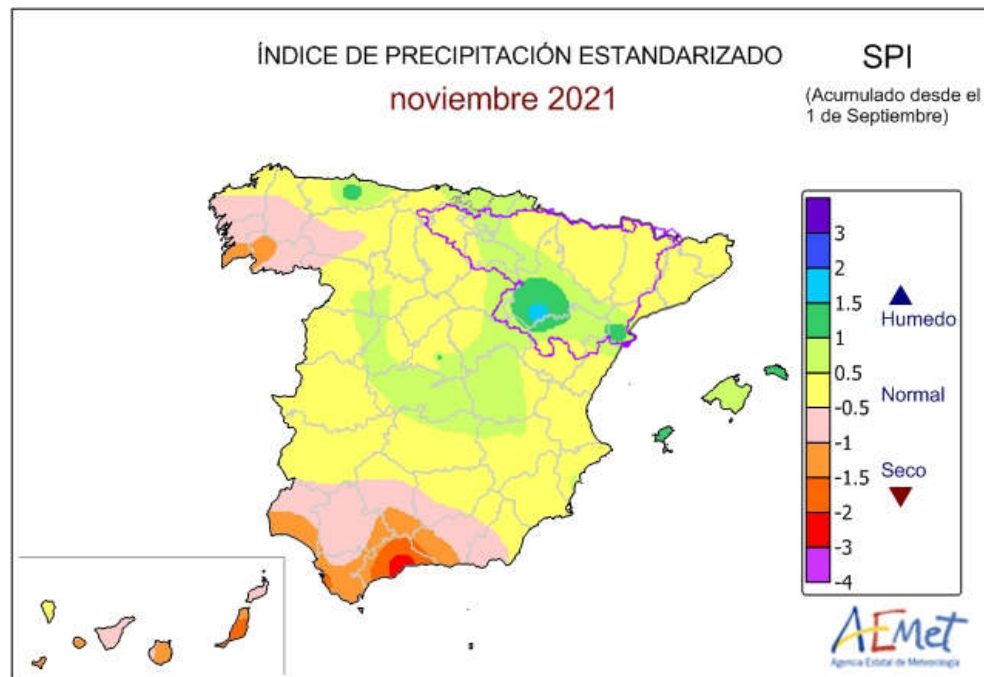 ÍNDICE DE PRECIPITACIÓN ESTANDARIZADO
noviembre 2021
SPI
(Acumulado desde el
1 de Septiembre)
3
2
1.5
1
0.5
-0.5
-1
-1.5
-2
-3
-4
Humedo
Normal
Seco
AEMet
Agencia Estatal de Meteorología